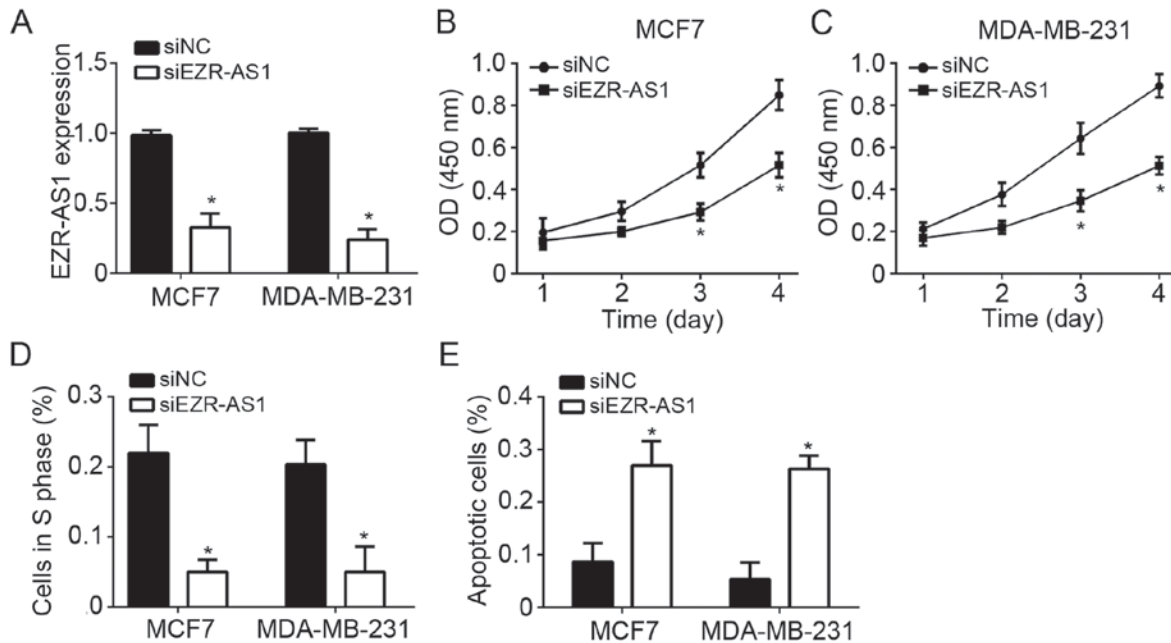 A
siNC
siEZR-AS1
EZR-AS1 expression
1.5
1.0
0.5
0
*
*
MCF7
MDA-MB-231
B
MCF7
siNC
siEZR-AS1
OD (450 nm)
1.0
0.8
0.6
0.4
0.2
0
*
*
1 2 3 4
Time (day)
C
MDA-MB-231
siNC
siEZR-AS1
OD (450 nm)
1.0
0.8
0.6
0.4
0.2
0
*
*
1 2 3 4
Time (day)
D
siNC
siEZR-AS1
Cells in S phase (%)
0.3
0.2
0.1
0
*
*
MCF7
MDA-MB-231
E
siNC
siEZR-AS1
Apoptotic cells (%)
0.4
0.3
0.2
0.1
0
*
*
MCF7
MDA-MB-231